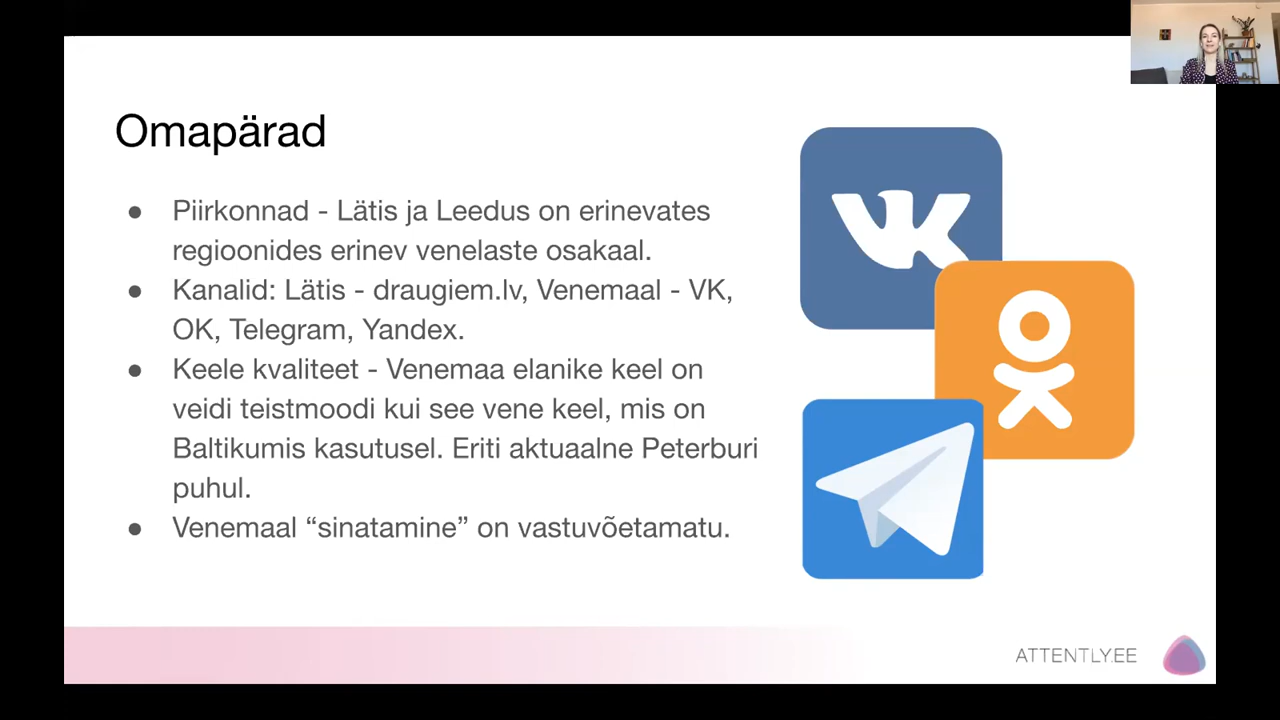 Omapärad
● Piirkonnad - Lätis ja Leedus on erinevates
regioonides erinev venelaste osakaal.
● Kanalid: Lätis - draugiem.lv, Venemaal - VK,
OK, Telegram, Yandex.
● Keele kvaliteet - Venemaa elanike keel on
veidi teistmoodi kui see vene keel, mis on
Baltikumis kasutusel. Eriti aktuaalne Peterburi
puhul.
● Venemaal “sinatamine” on vastuvõetamatu.
VK
ATTENTLY.EE